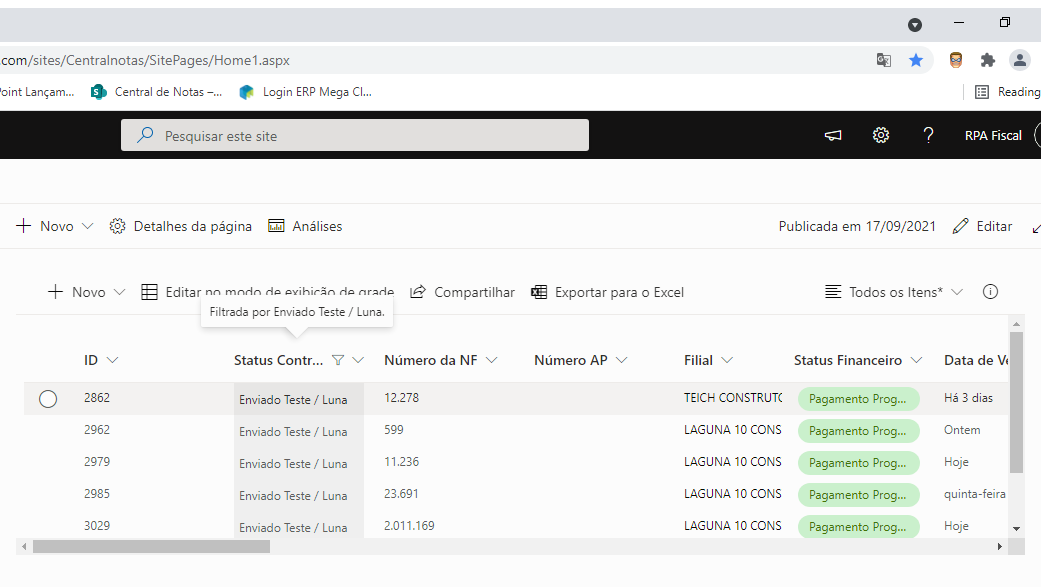 .com/sites/Centralnotas/SitePages/Home1.aspx
oint Lançam... Central de Notas –... Login ERP Mega Cl... Reading
Pesquisar este site RPA Fiscal
Novo Detalhes da página Análises Publicada em 17/09/2021 Editar
Novo Editar no modo de exibição de grade Compartilhar Exportar para o Excel Todos os Itens*
Filtrada por Enviado Teste / Luna.
ID Status Contr... Número da NF Número AP Filial Status Financeiro Data de Ve
2862 Enviado Teste / Luna 12.278 TEICH CONSTRUTO Pagamento Prog... Há 3 dias
2962 Enviado Teste / Luna 599 LAGUNA 10 CONS Pagamento Prog... Ontem
2979 Enviado Teste / Luna 11.236 LAGUNA 10 CONS Pagamento Prog... Hoje
2985 Enviado Teste / Luna 23.691 LAGUNA 10 CONS Pagamento Prog... quinta-feira
3029 Enviado Teste / Luna 2.011.169 LAGUNA 10 CONS Pagamento Prog... Hoje